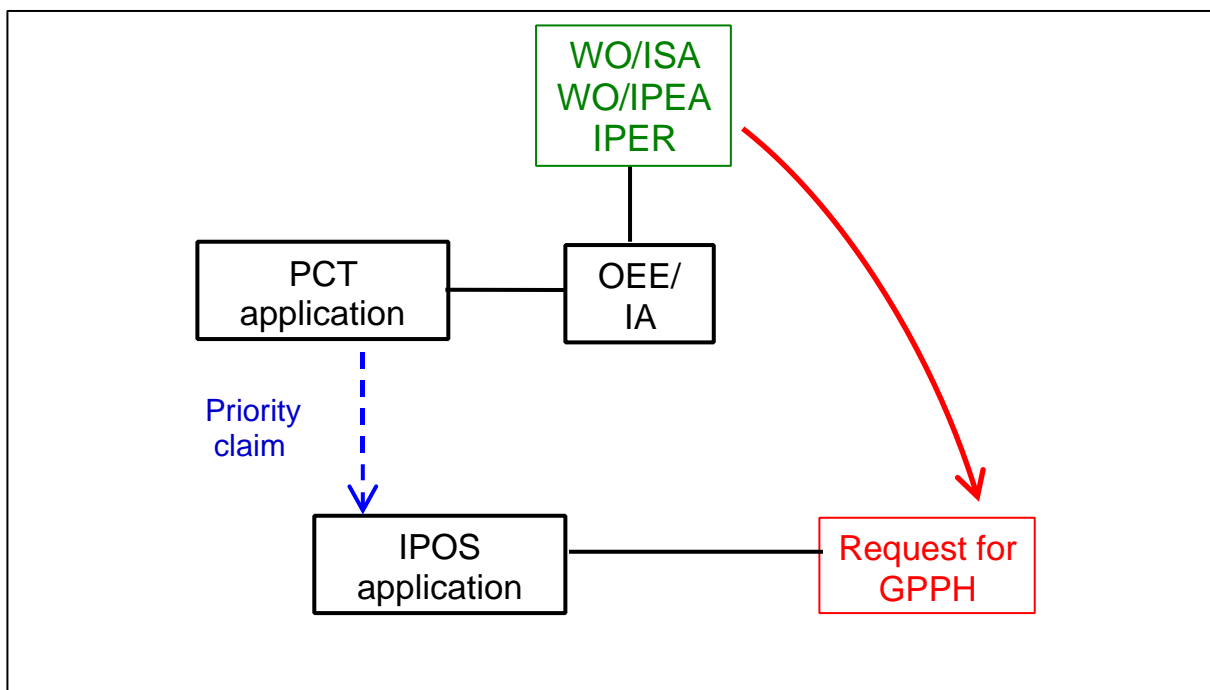 WO/ISA
WO/IPEA
IPER
PCT
application
OEE/
IA
Priority
claim
IPOS
application
Request for
GPPH